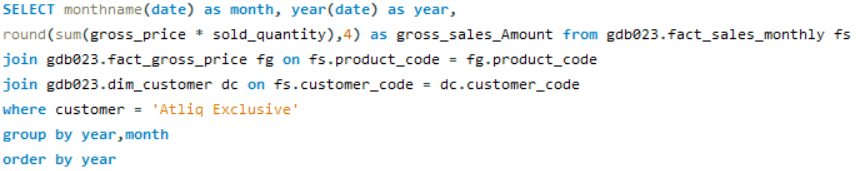 SELECT monthname(date) as month, year(date) as year,
round(sum(gross_price * sold_quantity),4) as gross_sales_Amount from gdb023.fact_sales_monthly fs
join gdb023.fact_gross_price fg on fs.product_code = fg.product_code
join gdb023.dim_customer dc on fs.customer_code = dc.customer_code
where customer = 'Atliq Exclusive'
group by year,month
order by year